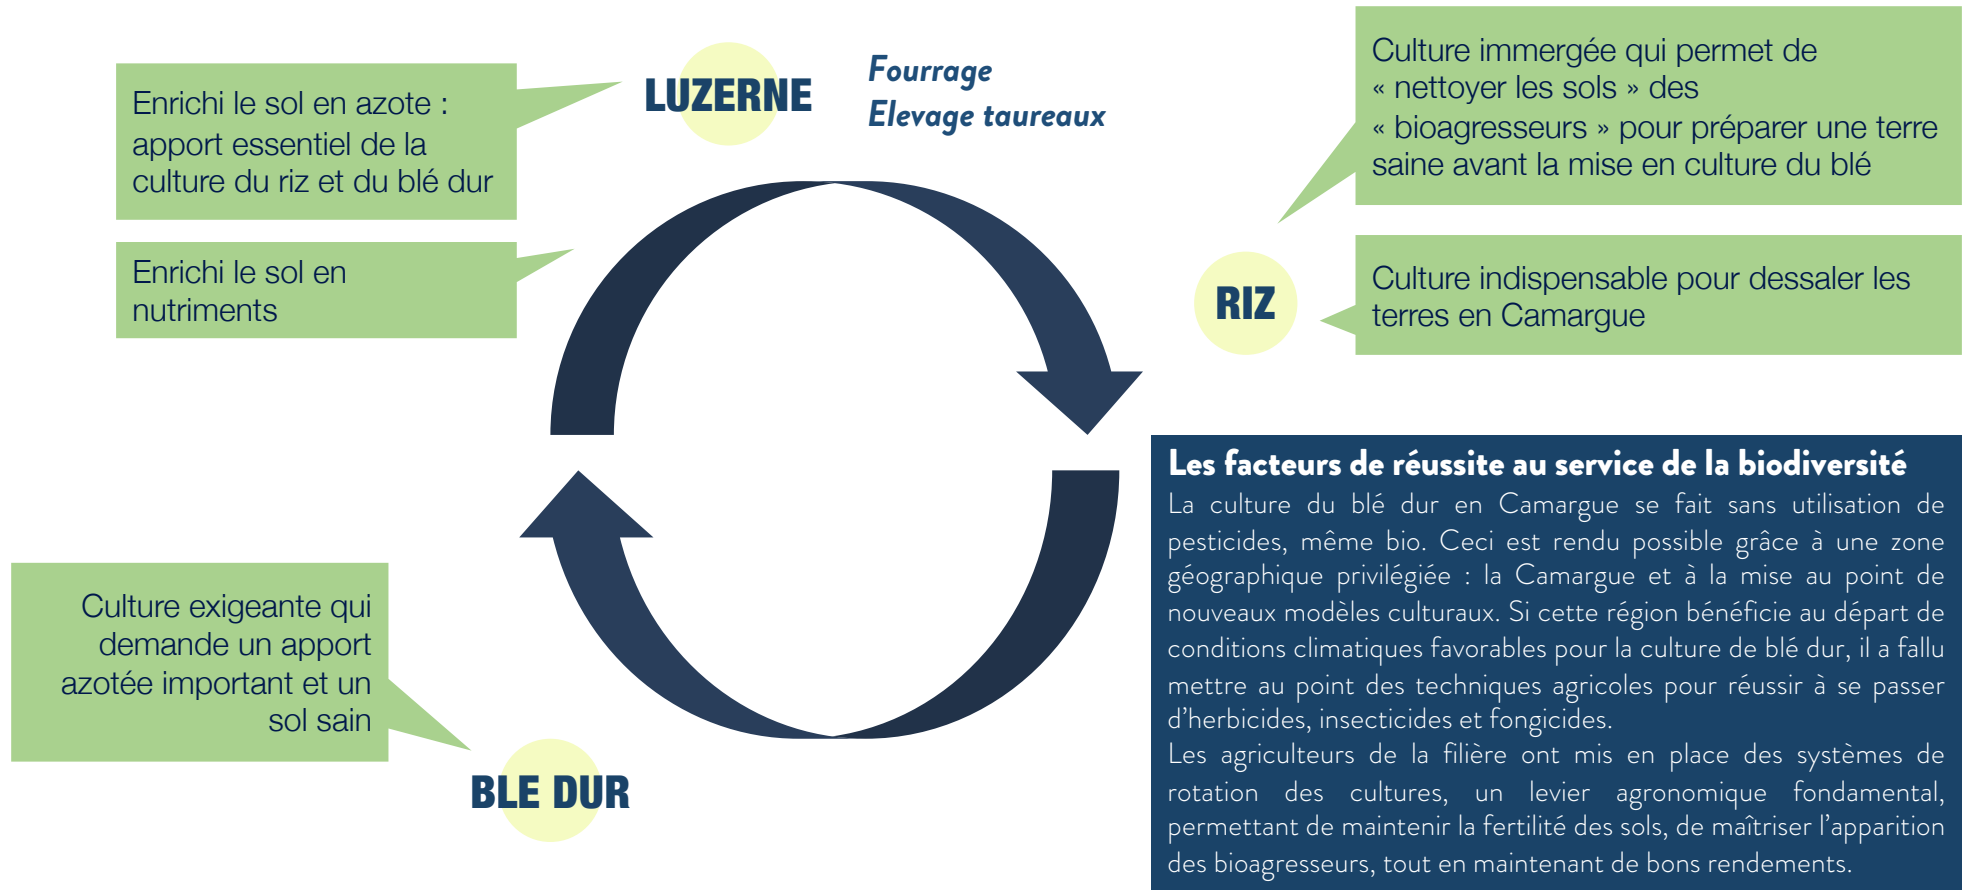 Enrichi le sol en azote :
apport essentiel de la
culture du riz et du blé dur
Enrichi le sol en
nutriments
LUZERNE
Fourrage
Elevage taureaux
Culture immergée qui permet de
« nettoyer les sols » des
« bioagresseurs » pour préparer une terre
saine avant la mise en culture du blé
RIZ
Culture indispensable pour dessaler les
terres en Camargue
Culture exigeante qui
demande un apport
azotée important et un
sol sain
BLE DUR
Les facteurs de réussite au service de la biodiversité
La culture du blé dur en Camargue se fait sans utilisation de
pesticides, même bio. Ceci est rendu possible grâce à une zone
géographique privilégiée : la Camargue et à la mise au point de
nouveaux modèles culturaux. Si cette région bénéficie au départ de
conditions climatiques favorables pour la culture de blé dur, il a fallu
mettre au point des techniques agricoles pour réussir à se passer
d’herbicides, insecticides et fongicides.
Les agriculteurs de la filière ont mis en place des systèmes de
rotation des cultures, un levier agronomique fondamental,
permettant de maintenir la fertilité des sols, de maîtriser l’apparition
des bioagresseurs, tout en maintenant de bons rendements.